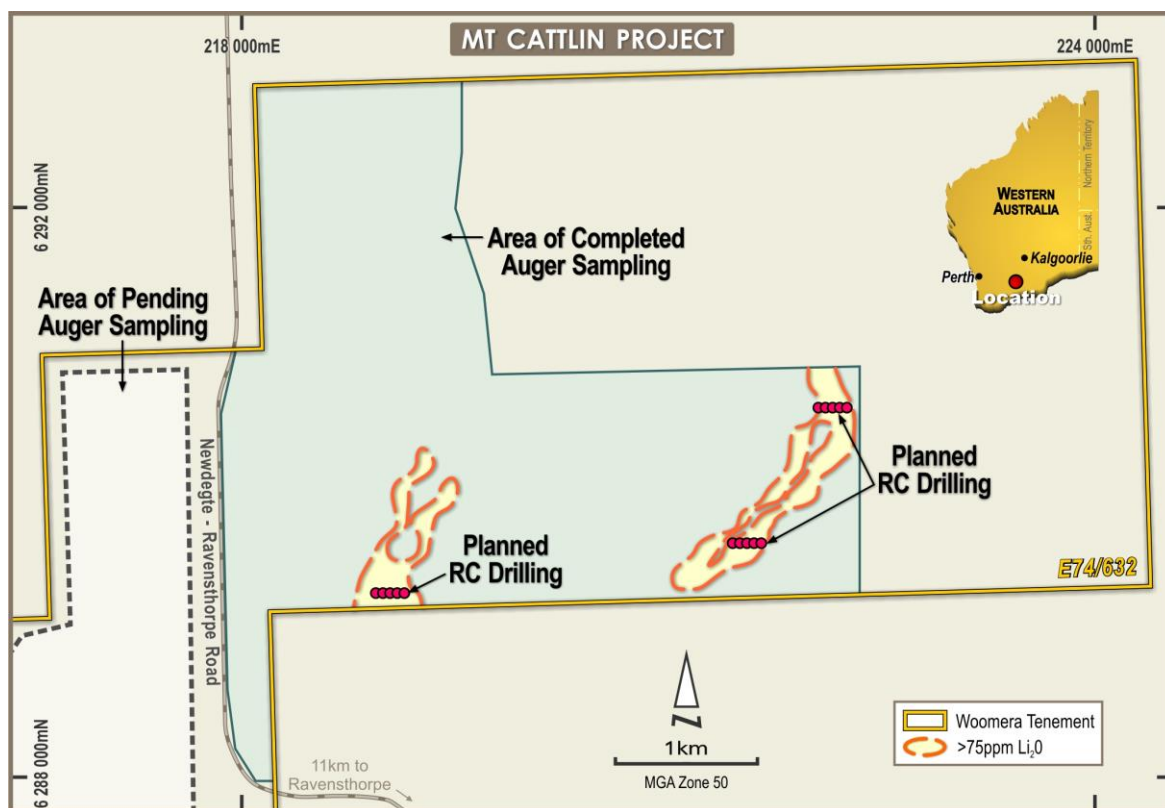 MT CATTLIN PROJECT
218 000mE
224 000mE
6 292 000mN
6 288 000mN
Area of Completed
Auger Sampling
Area of Pending
Auger Sampling
WESTERN
AUSTRALIA
Northern Territory
Sth. Aust.
Kalgoorlie
Perth
Location
Newdegte - Ravensthorpe Road
Planned
RC Drilling
Planned
RC Drilling
E74/632
11km to
Ravensthorpe
N
1km
MGA Zone 50
Woomera Tenement
>75ppm Li₂0